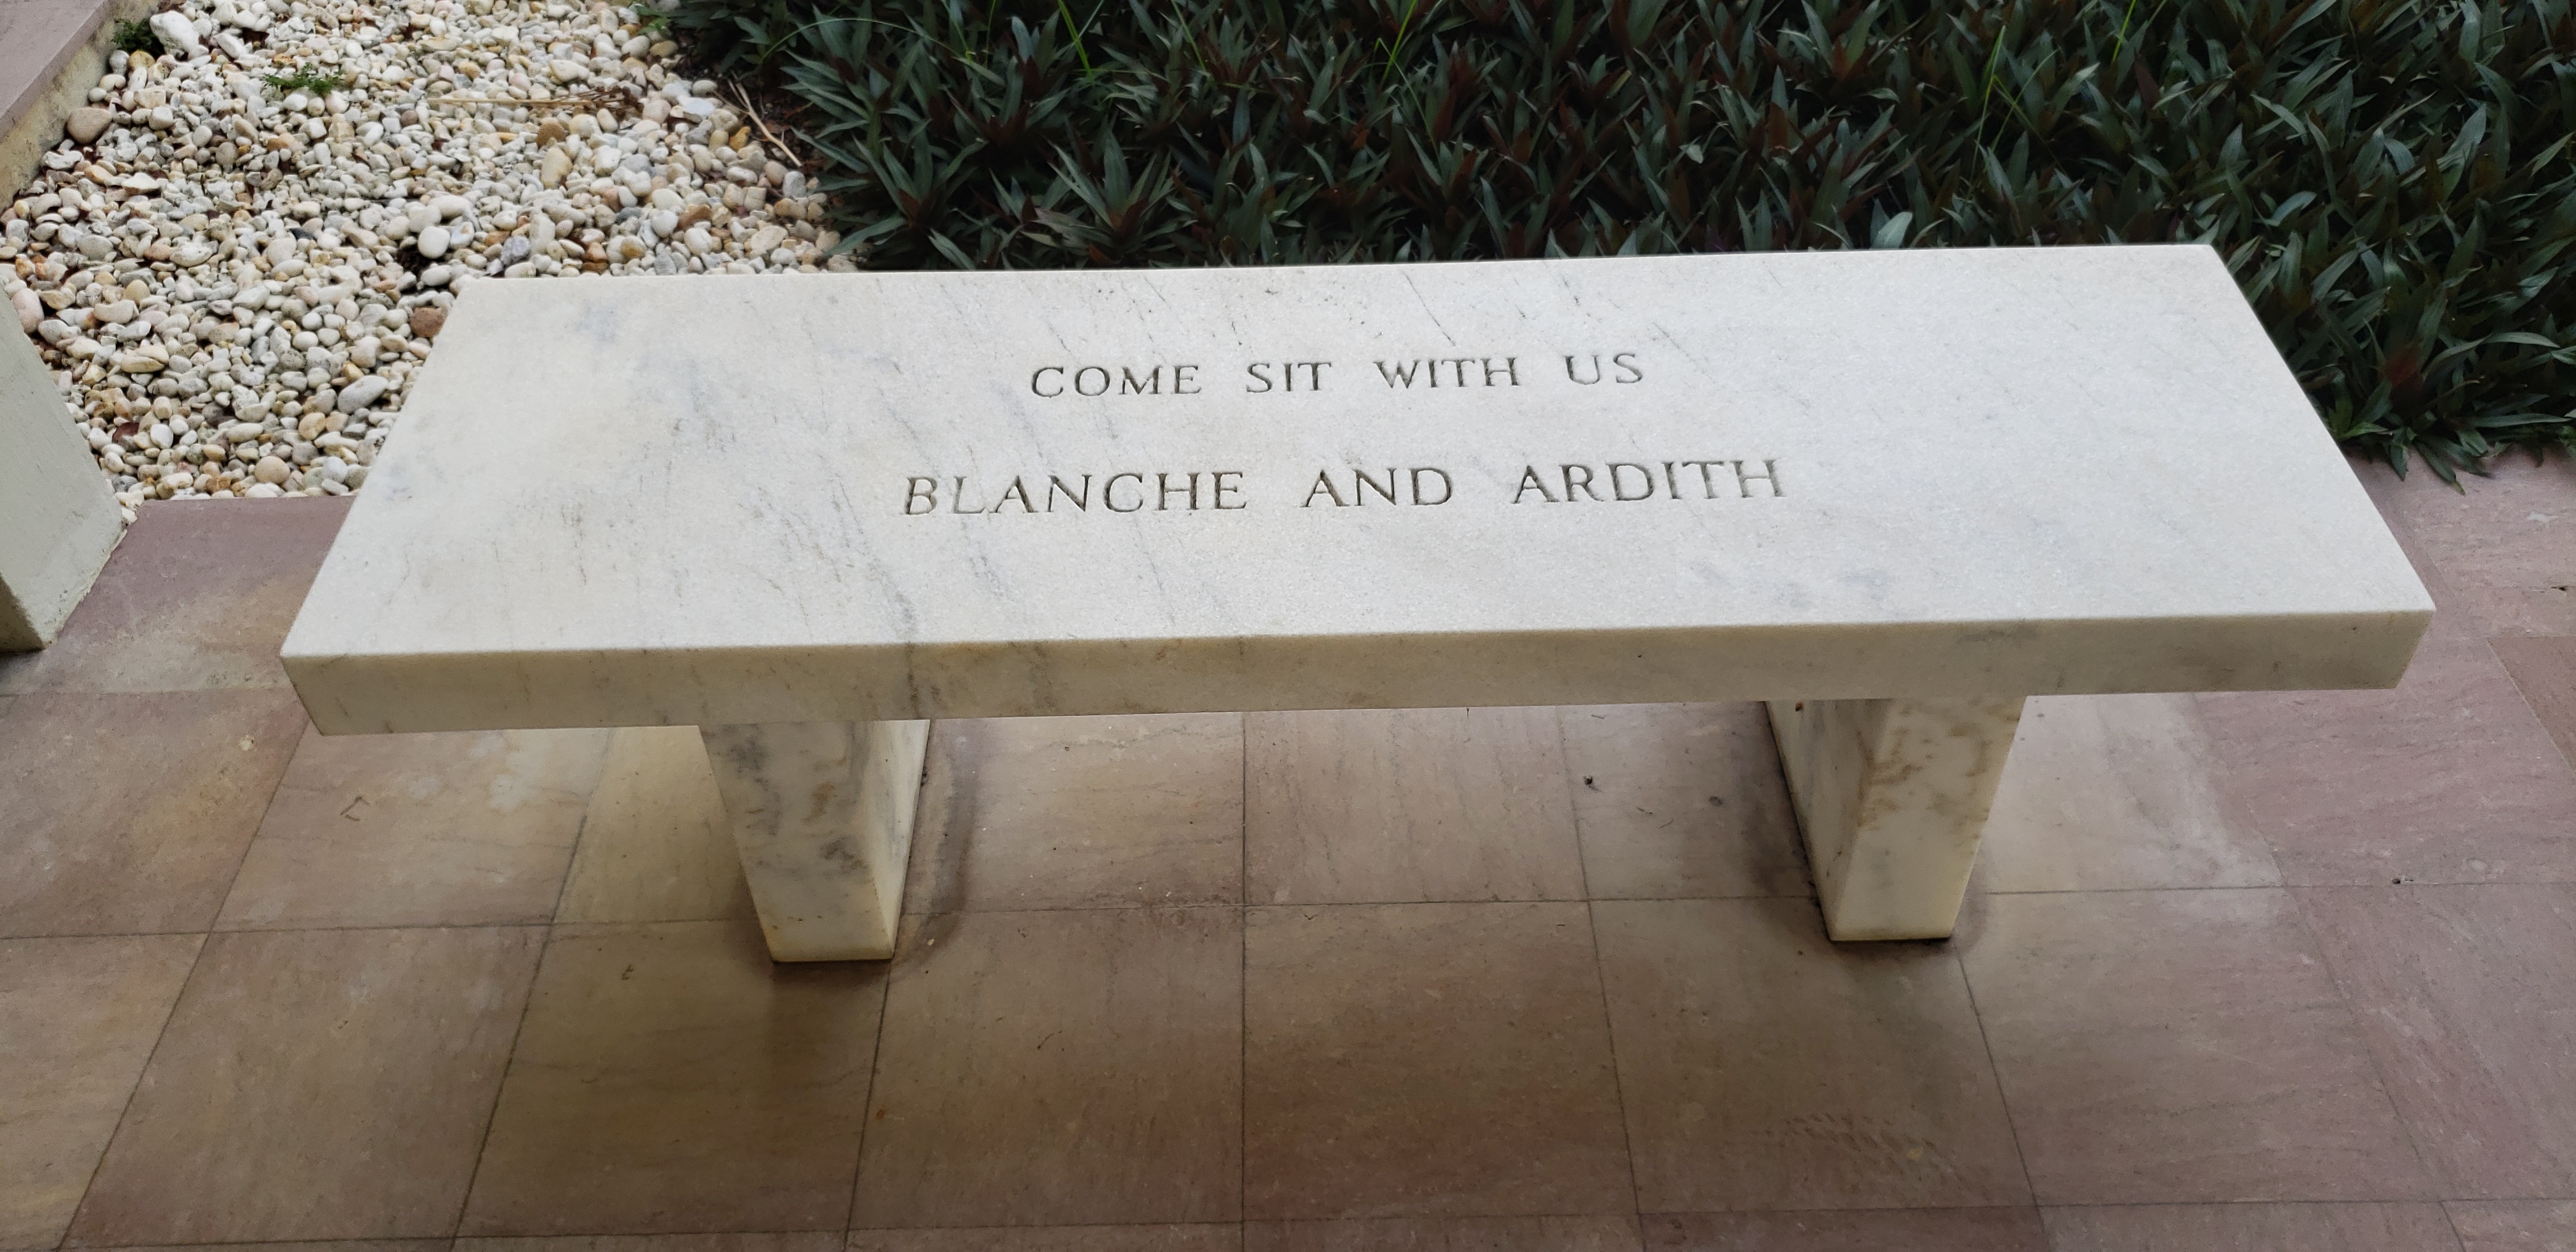 COME SIT WITH US
BLANCHE AND ARDITH